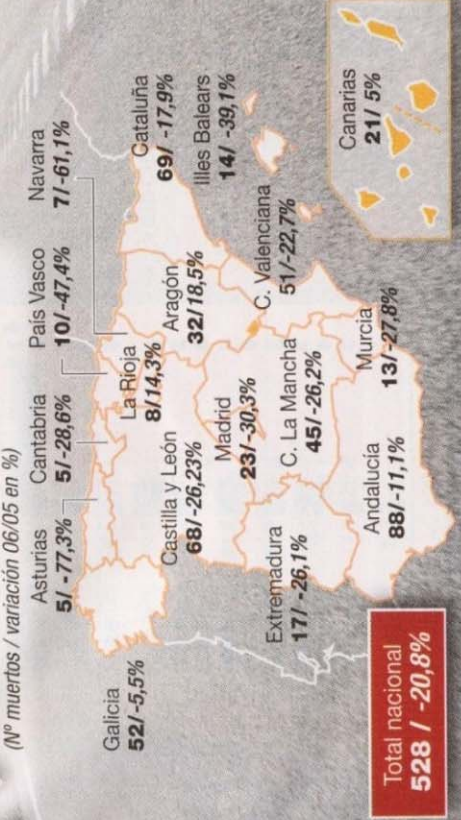 (Nº muertos / variación 06/05 en %)
Asturias
5/ -77,3%
Cantabria
5/ -28,6%
País Vasco
10/ -47,4%
Navarra
7/ -61,1%
Galicia
52/ -5,5%
La Rioja
8/ 14,3%
Cataluña
69/ -17,9%
Castilla y León
68/ -26,23%
Aragón
32/ 18,5%
Illes Balears
14/ -39,1%
Madrid
23/ -30,3%
C. Valenciana
51/ -22,7%
Extremadura
17/ -26,1%
C. La Mancha
45/ -26,2%
Andalucía
88/ -11,1%
Murcia
13/ -27,8%
Canarias
21/ 5%
Total nacional
528 / -20,8%